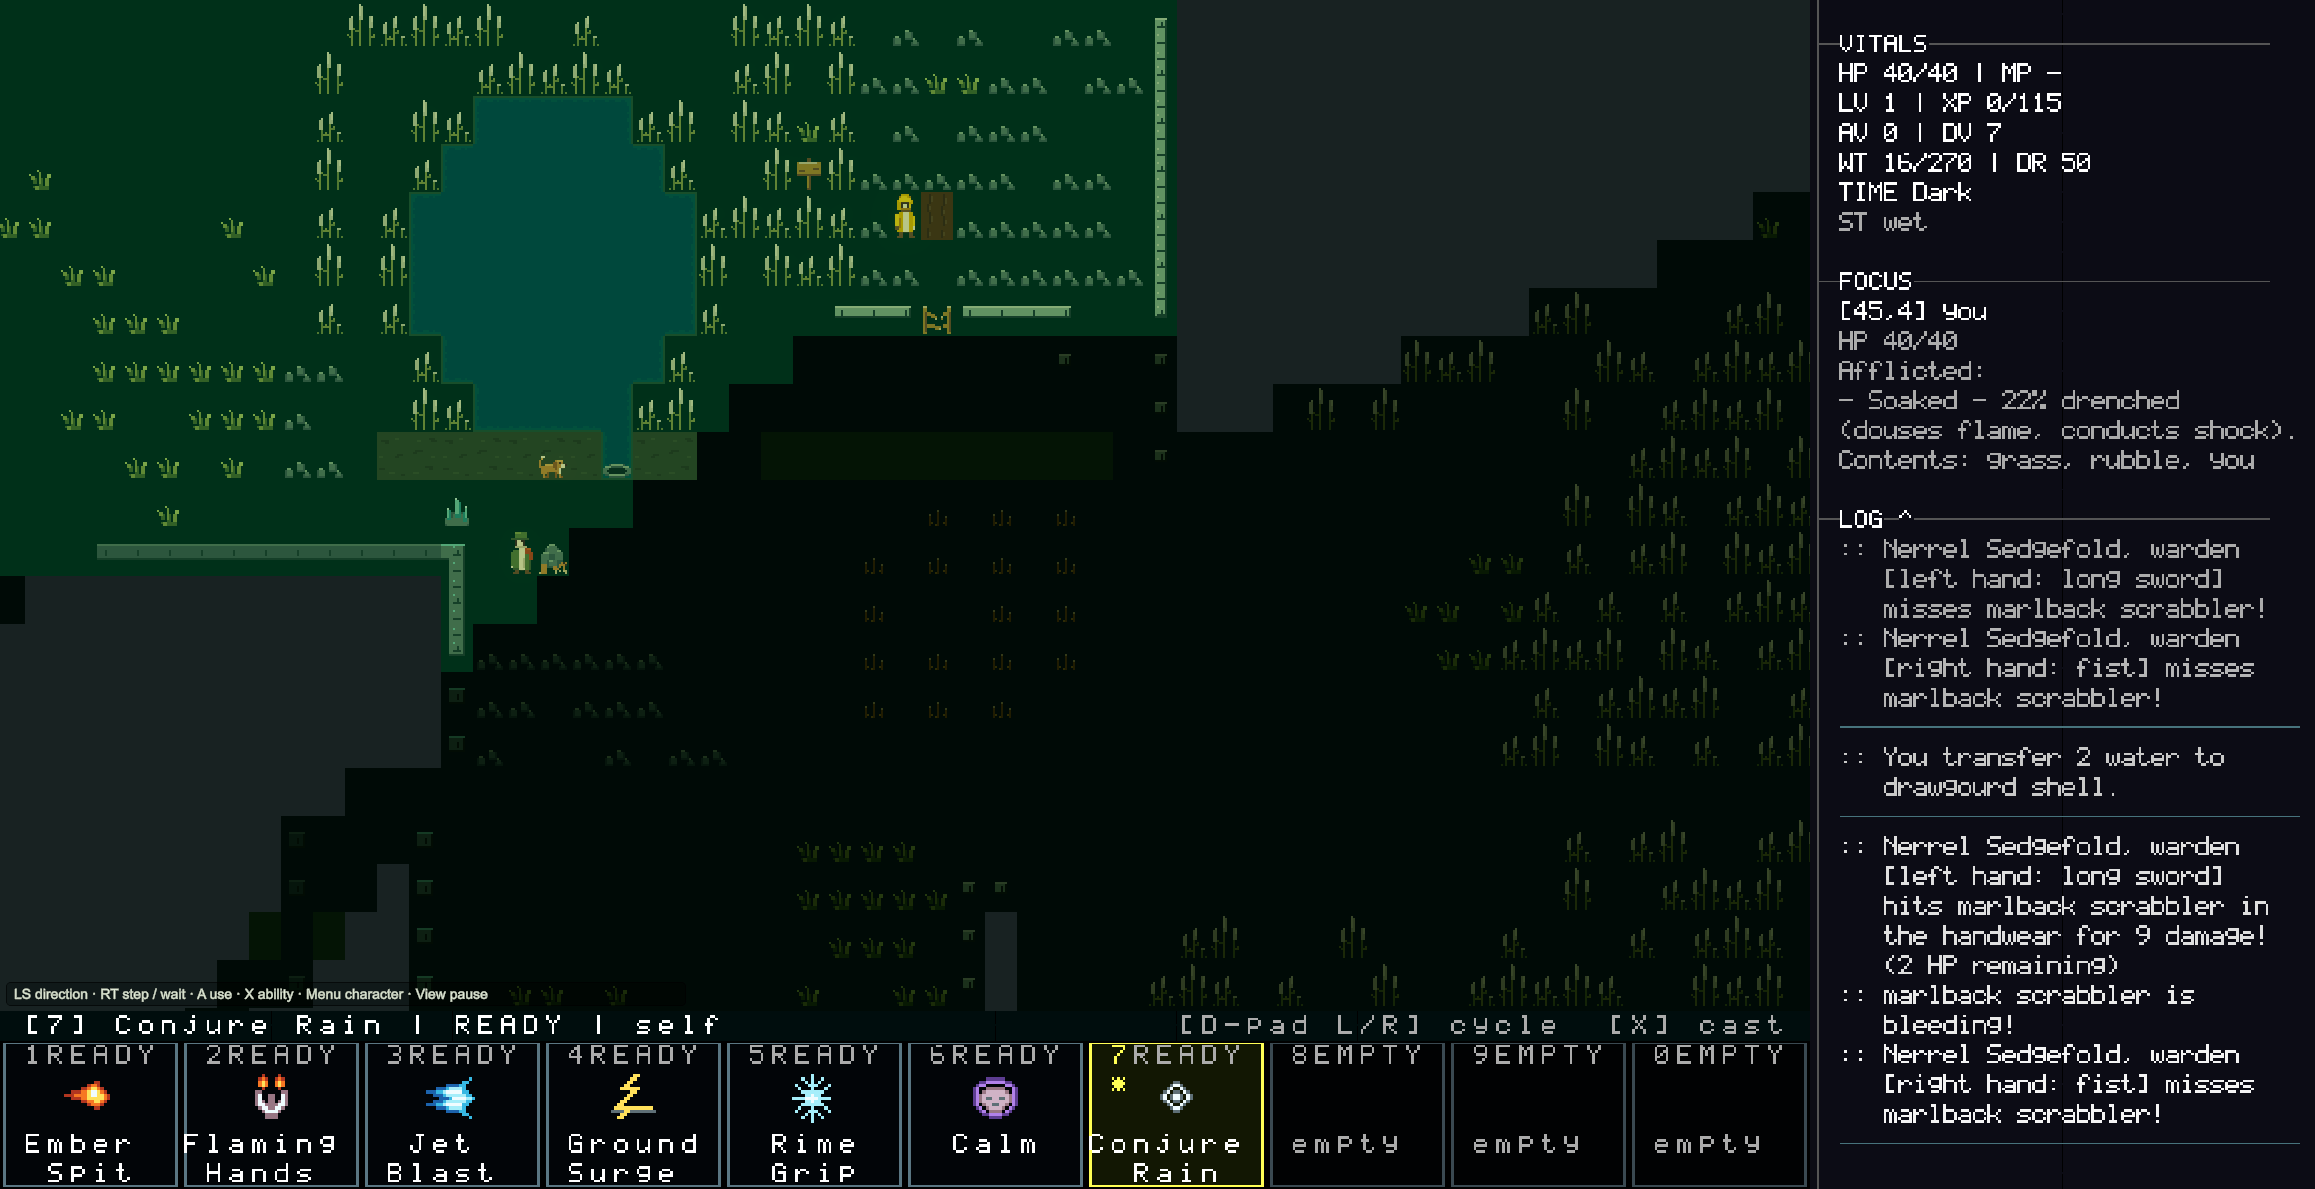 VITALS
HP 40/40 | MP -
LV 1 | XP 0/115
AV 0 | DV 7
WT 16/270 | DR 50
TIME Dark
ST wet
FOCUS
[45,4] You
HP 40/40
Afflicted:
- Soaked - 22% drenched
(douses flame, conducts shock).
Contents: grass, rubble, you
LOG ^
:: Nerrel Sedgefold, warden
[left hand: long sword]
misses marlback scrabbler!
:: Nerrel Sedgefold, warden
[right hand: fist] misses
marlback scrabbler!
:: You transfer 2 water to
drawgourd shell.
:: Nerrel Sedgefold, warden
[left hand: long sword]
hits marlback scrabbler in
the handwear for 9 damage!
(2 HP remaining)
:: marlback scrabbler is
bleeding!
:: Nerrel Sedgefold, warden
[right hand: fist] misses
marlback scrabbler!
LS direction · RT step / wait · A use · X ability · Menu character · View pause
[7] Conjure Rain | READY | self
[D-pad L/R] cycle [X] cast
1READY 2READY 3READY 4READY 5READY 6READY 7READY 8EMPTY 9EMPTY 0EMPTY
Ember Flaming Jet Ground Rime Calm Conjure empty empty empty
Spit Hands Blast Surge Grip Rain